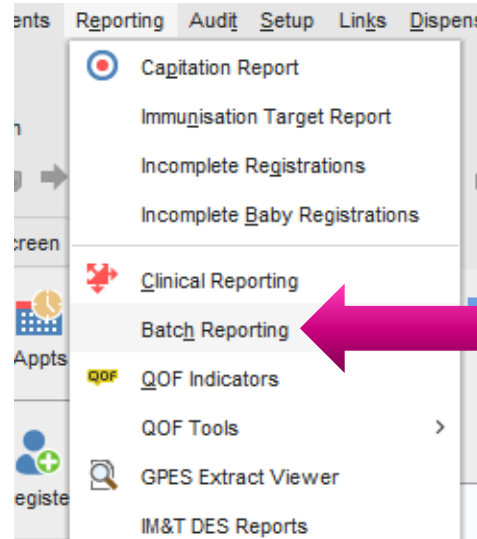 ents Reporting Audit Setup Links Dispens
Capitation Report
Immunisation Target Report
n
Incomplete Registrations
Incomplete Baby Registrations
creen
Clinical Reporting
Batch Reporting
Appts
QOF QOF Indicators
QOF Tools >
GPES Extract Viewer
egiste
IM&T DES Reports